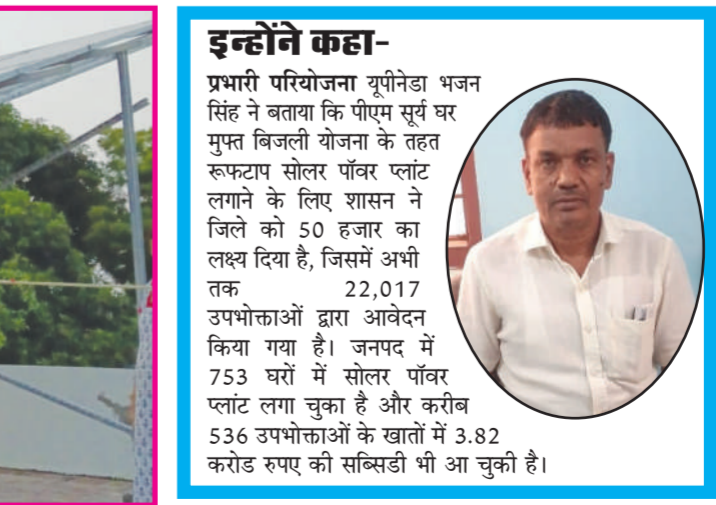 इन्होंने कहा-
प्रभारी परियोजना यूपीनेडा भजन
सिंह ने बताया कि पीएम सूर्य घर
मुफ्त बिजली योजना के तहत
रूफटाप सोलर पॉवर प्लांट
लगाने के लिए शासन ने
जिले को 50 हजार का
लक्ष्य दिया है, जिसमें अभी
तक 22,017
उपभोक्ताओं द्वारा आवेदन
किया गया है। जनपद में
753 घरों में सोलर पॉवर
प्लांट लगा चुका है और करीब
536 उपभोक्ताओं के खातों में 3.82
करोड रुपए की सब्सिडी भी आ चुकी है।